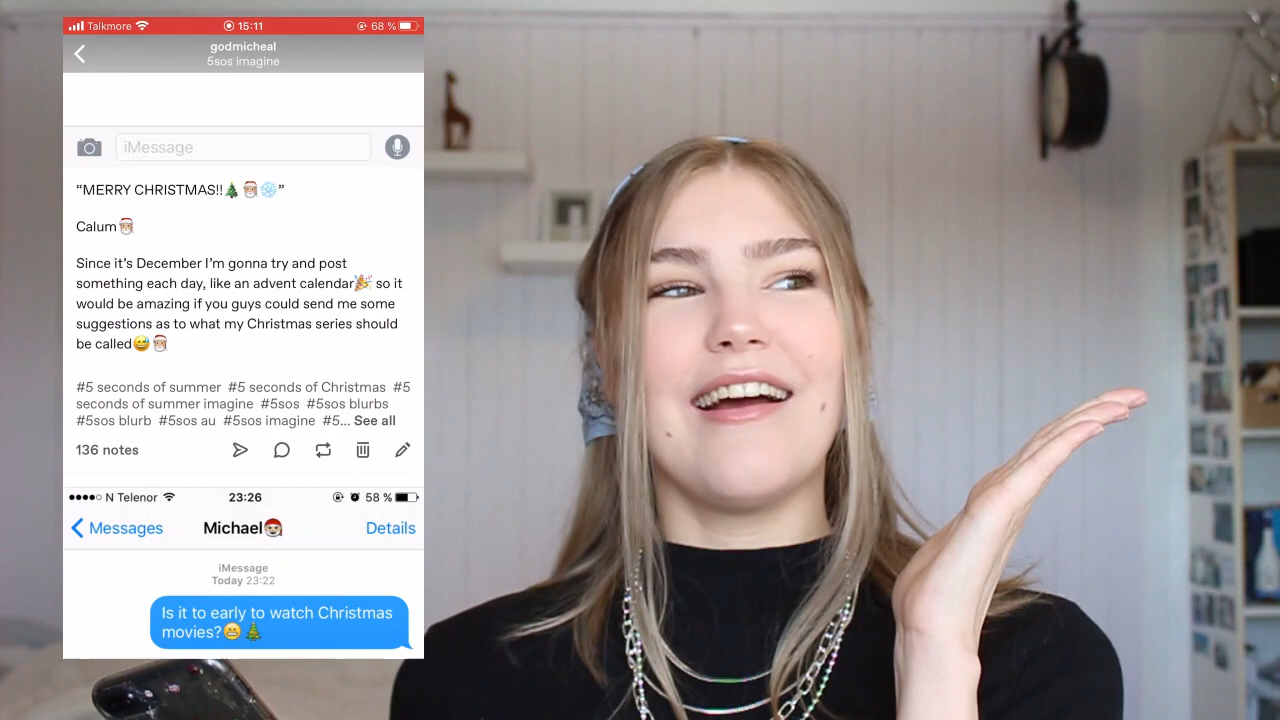 Talkmore 15:11 68 %
godmicheal
5sos imagine
iMessage
“MERRY CHRISTMAS!!🎄🎅🏼❄️”
Calum🎅🏼
Since it’s December I’m gonna try and post
something each day, like an advent calendar🎉 so it
would be amazing if you guys could send me some
suggestions as to what my Christmas series should
be called😅🎅🏼
#5 seconds of summer #5 seconds of Christmas #5
seconds of summer imagine #5sos #5sos blurbs
#5sos blurb #5sos au #5sos imagine #5... See all
136 notes
N Telenor 23:26 58 %
Messages Michael🎅🏽 Details
iMessage
Today 23:22
Is it to early to watch Christmas
movies?😁🎄